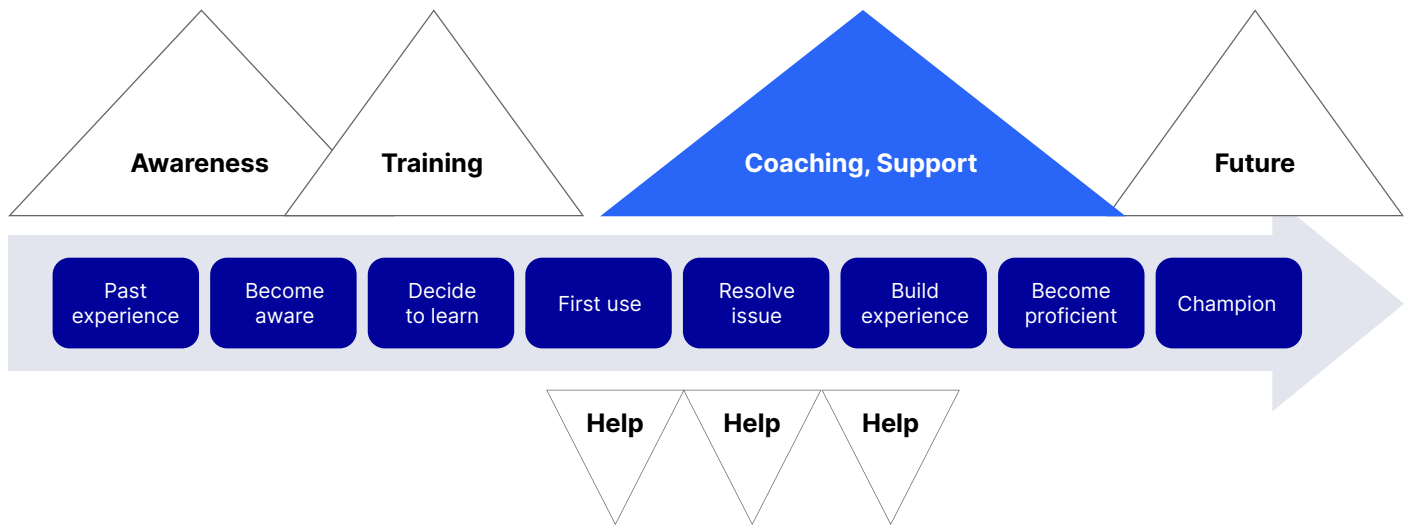 Awareness
Training
Coaching, Support
Future
Past
experience
Become
aware
Decide
to learn
First use
Resolve
issue
Build
experience
Become
proficient
Champion
Help
Help
Help